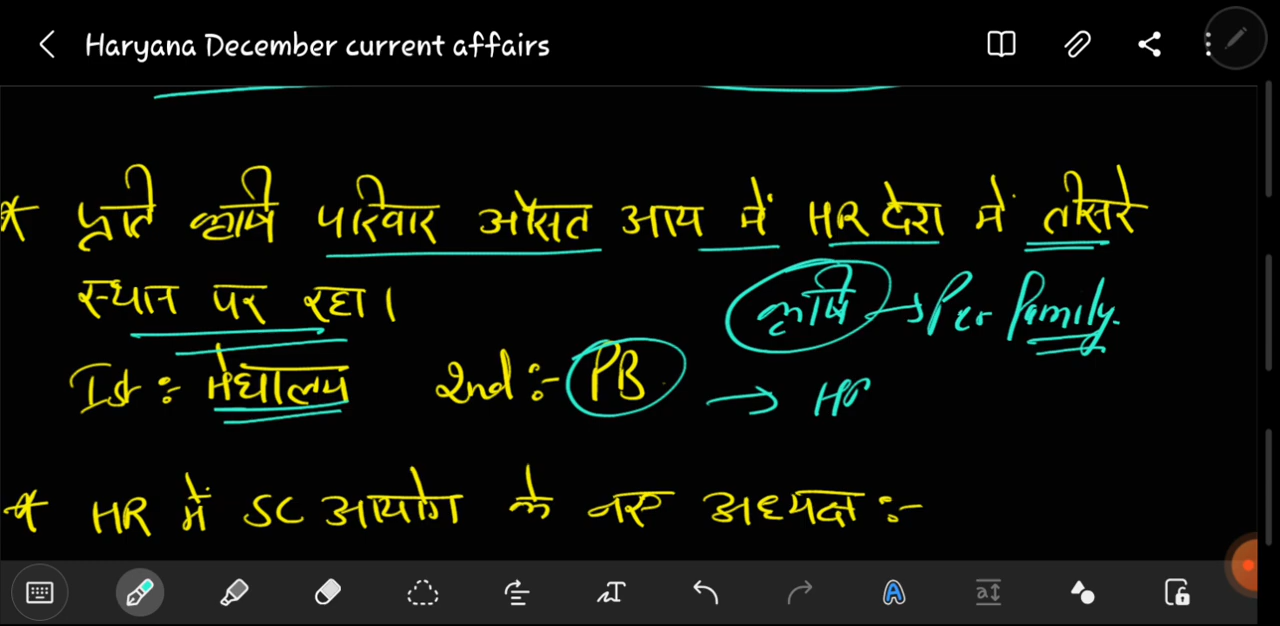 Haryana December current affairs
* प्रति कृषि परिवार औसत आय में HR देश में तीसरे
स्थान पर रहा।
कृषि → Per family.
Ist :- मेघालय 2nd :- PB → HR
* HR में SC आयोग के नए अध्यक्ष :-